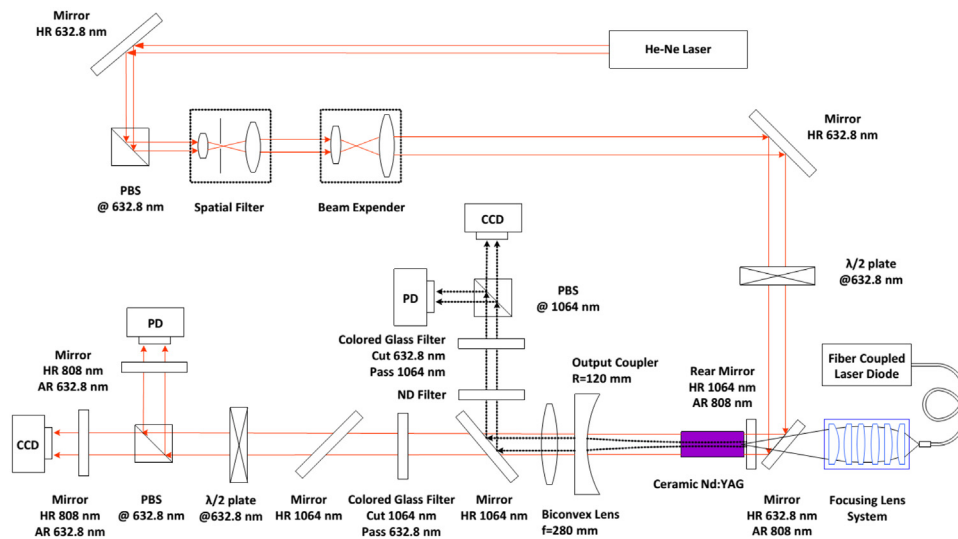 Mirror
HR 632.8 nm
He-Ne Laser
Mirror
HR 632.8 nm
PBS
@ 632.8 nm
Spatial Filter
Beam Expender
CCD
λ/2 plate
@632.8 nm
PD
PBS
@ 1064 nm
PD
Colored Glass Filter
Cut 632.8 nm
Pass 1064 nm
Output Coupler
R=120 mm
Rear Mirror
HR 1064 nm
AR 808 nm
Fiber Coupled
Laser Diode
Mirror
HR 808 nm
AR 632.8 nm
ND Filter
CCD
Ceramic Nd:YAG
Mirror
HR 808 nm
AR 632.8 nm
PBS
@ 632.8 nm
λ/2 plate
@632.8 nm
Mirror
HR 1064 nm
Colored Glass Filter
Cut 1064 nm
Pass 632.8 nm
Mirror
HR 1064 nm
Biconvex Lens
f=280 mm
Mirror
HR 632.8 nm
AR 808 nm
Focusing Lens
System